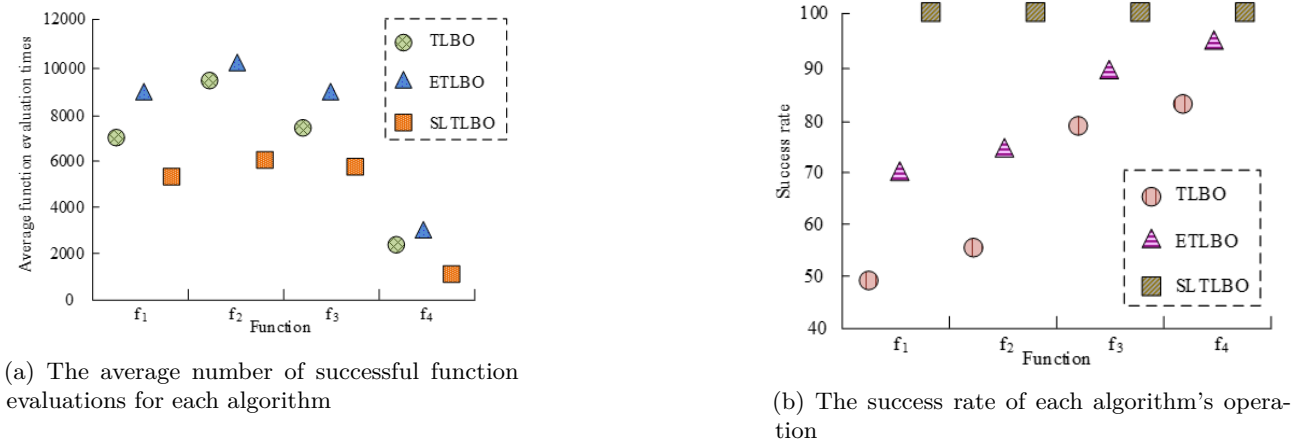 12000
10000
8000
6000
4000
2000
0
Average function evaluation times
TLBO
ETLBO
SLTLBO
f1 f2 f3 f4
Function
(a) The average number of successful function
evaluations for each algorithm
100
90
80
70
60
50
40
Success rate
TLBO
ETLBO
SLTLBO
f1 f2 f3 f4
Function
(b) The success rate of each algorithm's opera-
tion